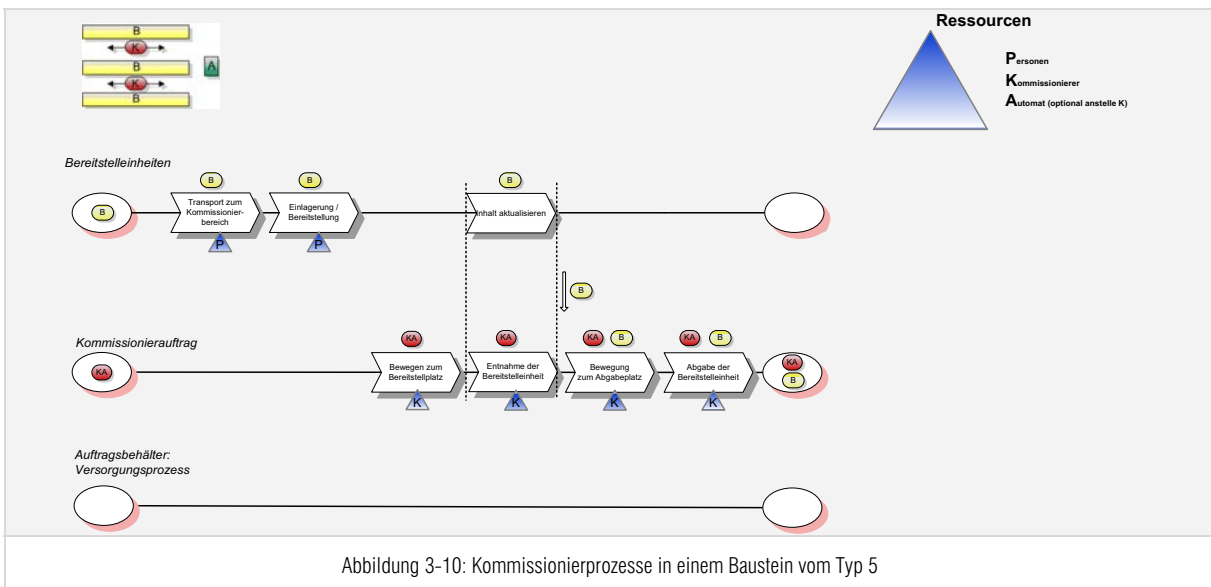 B
K
B
A
K
B
Ressourcen
Personen
Kommissionierer
Automat (optional anstelle K)
Bereitstelleinheiten
B
B
B
B
Transport zum
Kommissionier-
bereich
Einlagerung /
Bereitstellung
Inhalt aktualisieren
P
P
B
Kommissionierauftrag
KA
KA
KA
KA
B
KA
B
Bewegen zum
Bereitstellplatz
Entnahme der
Bereitstelleinheit
Bewegung
zum Abgabeplatz
Abgabe der
Bereitstelleinheit
KA
B
K
K
K
K
Auftragsbehälter:
Versorgungsprozess
Abbildung 3-10: Kommissionierprozesse in einem Baustein vom Typ 5